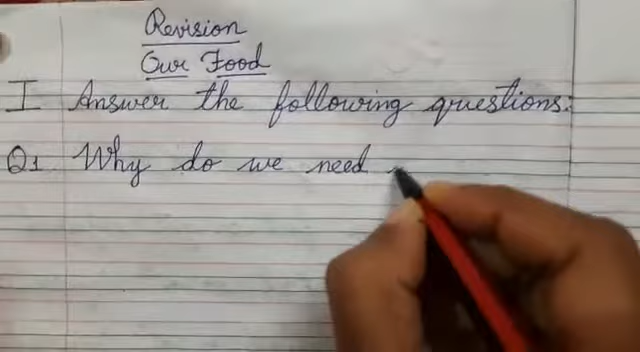 Revision
Our Food
I Answer the following questions:
Q1 Why do we need